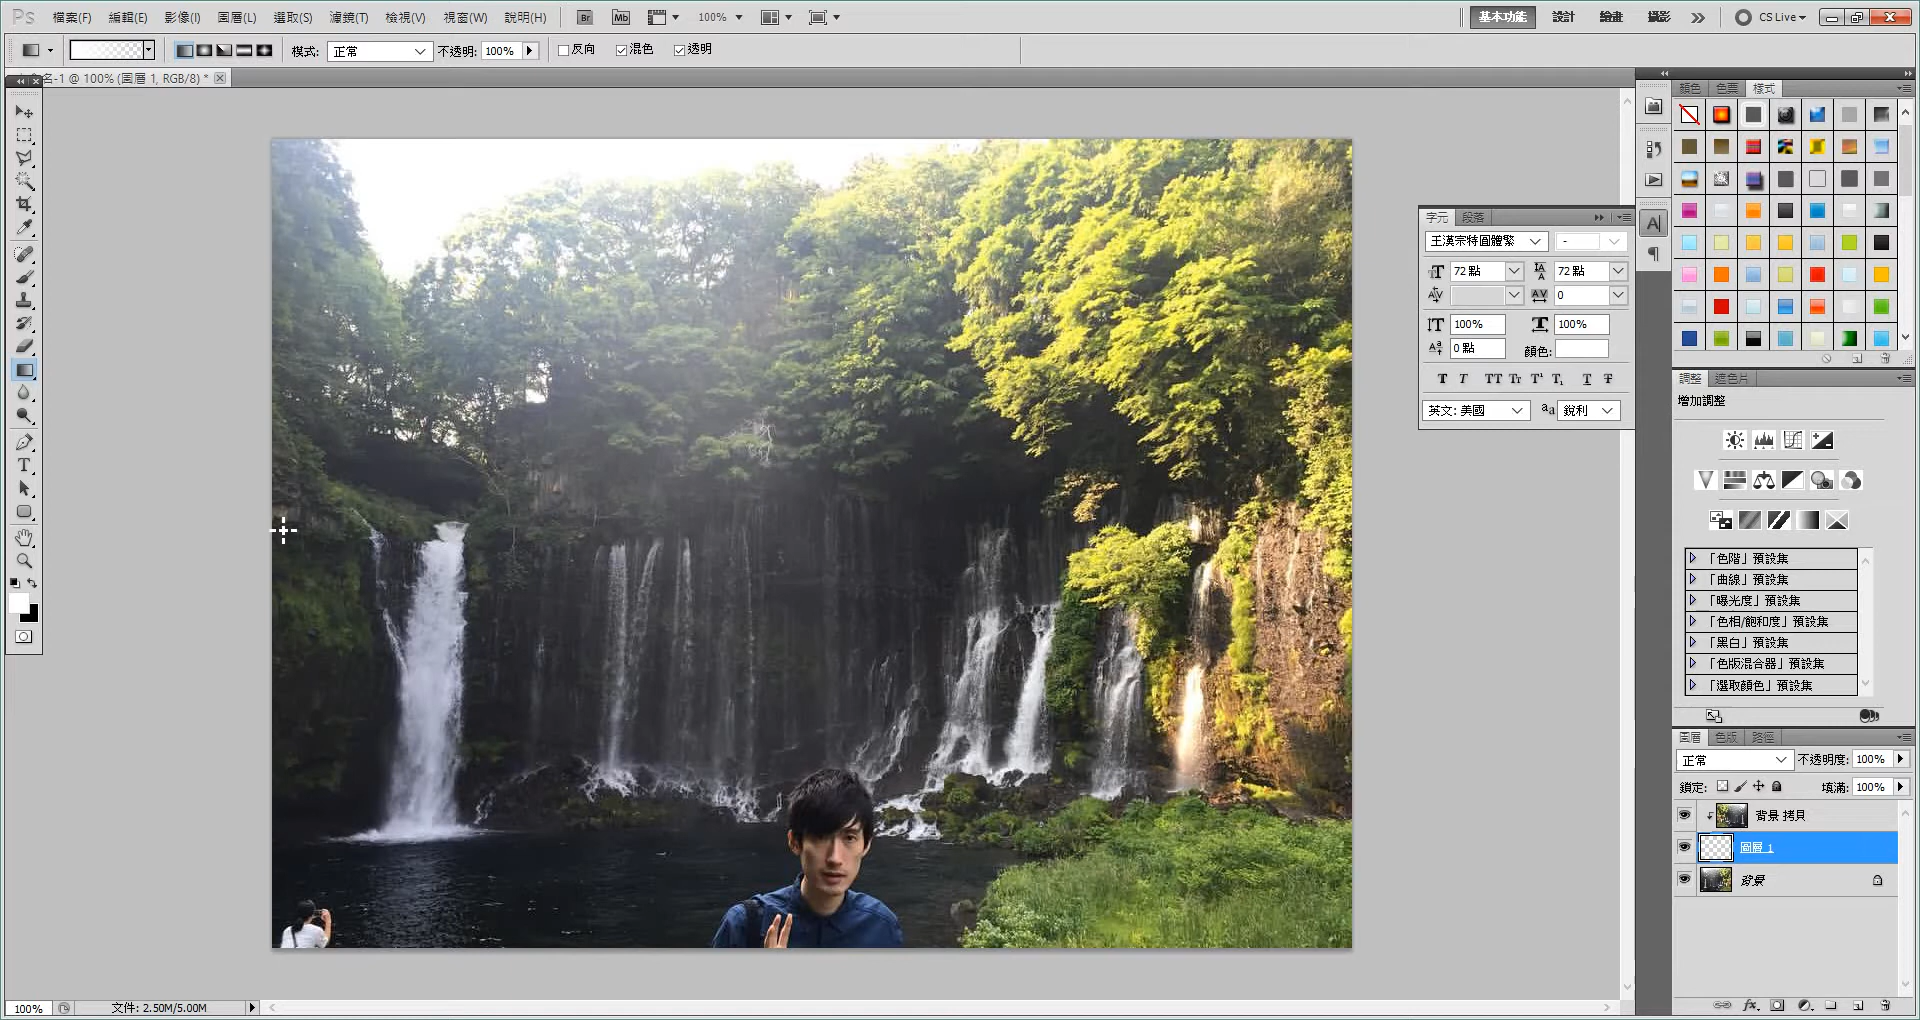 Ps 檔案(F) 編輯(E) 影像(I) 圖層(L) 選取(S) 濾鏡(T) 檢視(V) 視窗(W) 說明(H) Br Mb 100% 基本功能 設計 繪畫 攝影 CS Live
模式: 正常 不透明: 100% 反向 混色 透明
名-1 @ 100% (圖層 1, RGB/8) *
顏色 色票 樣式
字元 段落
王漢宗特圓體繁 -
72 點 72 點
0
100% 100%
0 點 顏色:
英文: 美國 aa 銳利
調整 遮色片
增加調整
「色階」預設集
「曲線」預設集
「曝光度」預設集
「色相/飽和度」預設集
「黑白」預設集
「色版混合器」預設集
「選取顏色」預設集
圖層 色版 路徑
正常 不透明度: 100%
鎖定: 填滿: 100%
背景 拷貝
圖層 1
背景
100% 文件: 2.50M/5.00M